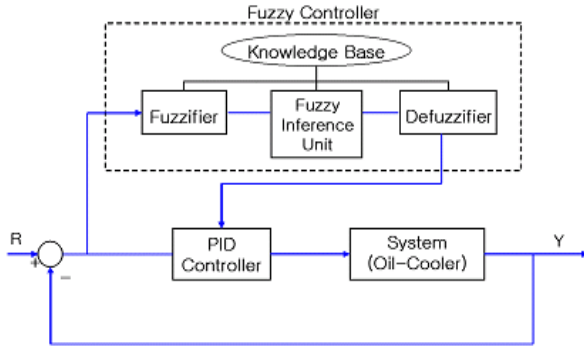 Fuzzy Controller
Knowledge Base
Fuzzifier
Fuzzy
Inference
Unit
Defuzzifier
R
+
−
PID
Controller
System
(Oil-Cooler)
Y